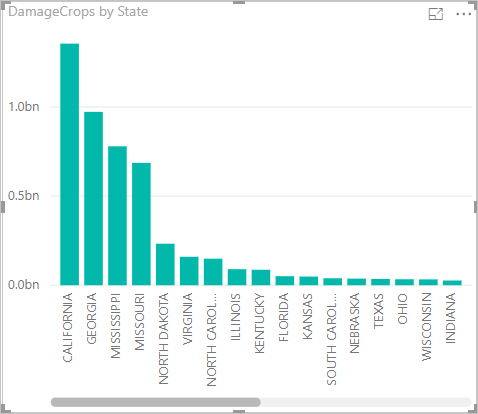 DamageCrops by State
1.0bn
0.5bn
0.0bn
CALIFORNIA
GEORGIA
MISSISSIPPI
MISSOURI
NORTH DAKOTA
VIRGINIA
NORTH CAROL...
ILLINOIS
KENTUCKY
FLORIDA
KANSAS
SOUTH CAROL...
NEBRASKA
TEXAS
OHIO
WISCONSIN
INDIANA